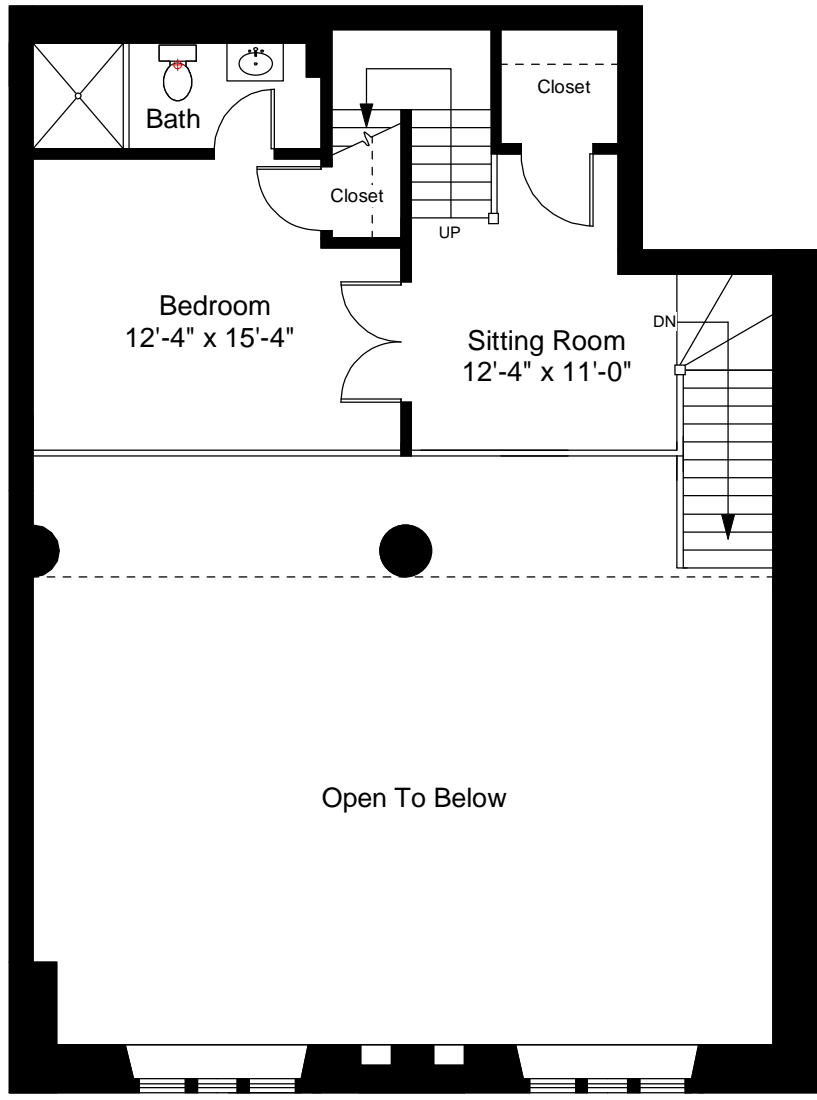 Closet
Bath
Closet
UP
Bedroom
12'-4" x 15'-4"
DN
Sitting Room
12'-4" x 11'-0"
Open To Below